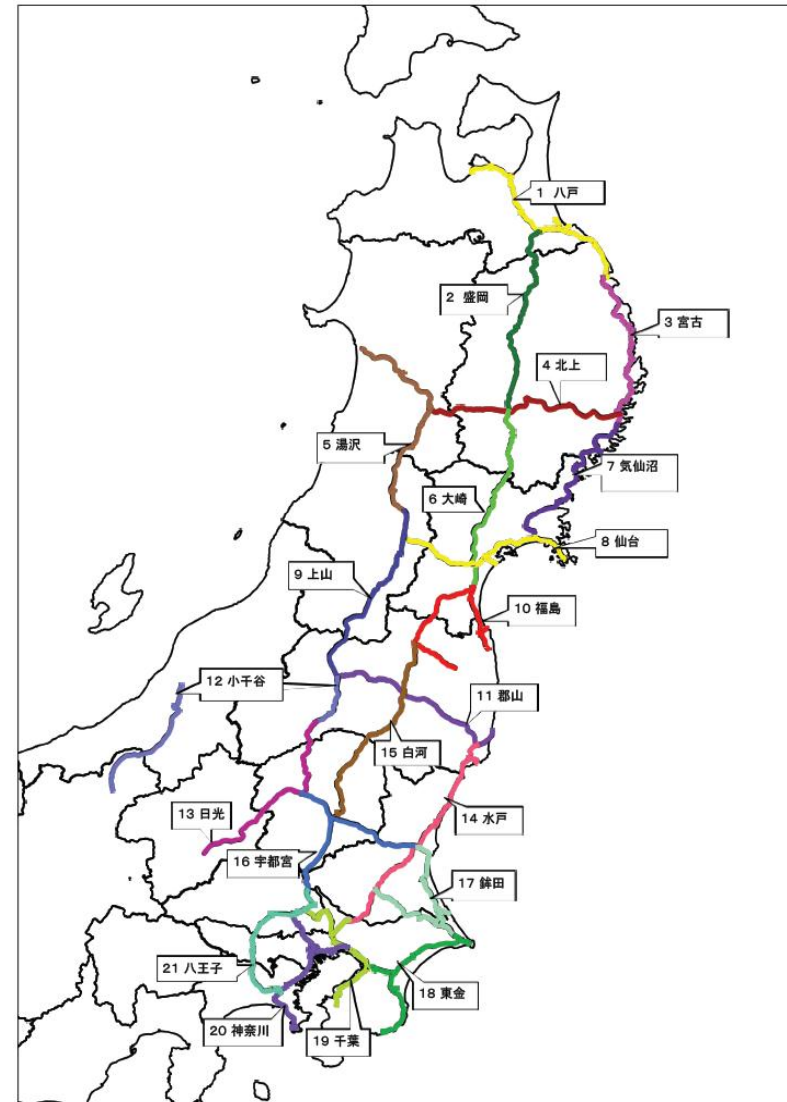 1 八戸
2 盛岡
3 宮古
4 北上
5 湯沢
6 大崎
7 気仙沼
8 仙台
9 上山
10 福島
11 郡山
12 小千谷
13 日光
14 水戸
15 白河
16 宇都宮
17 鉾田
18 東金
19 千葉
20 神奈川
21 八王子